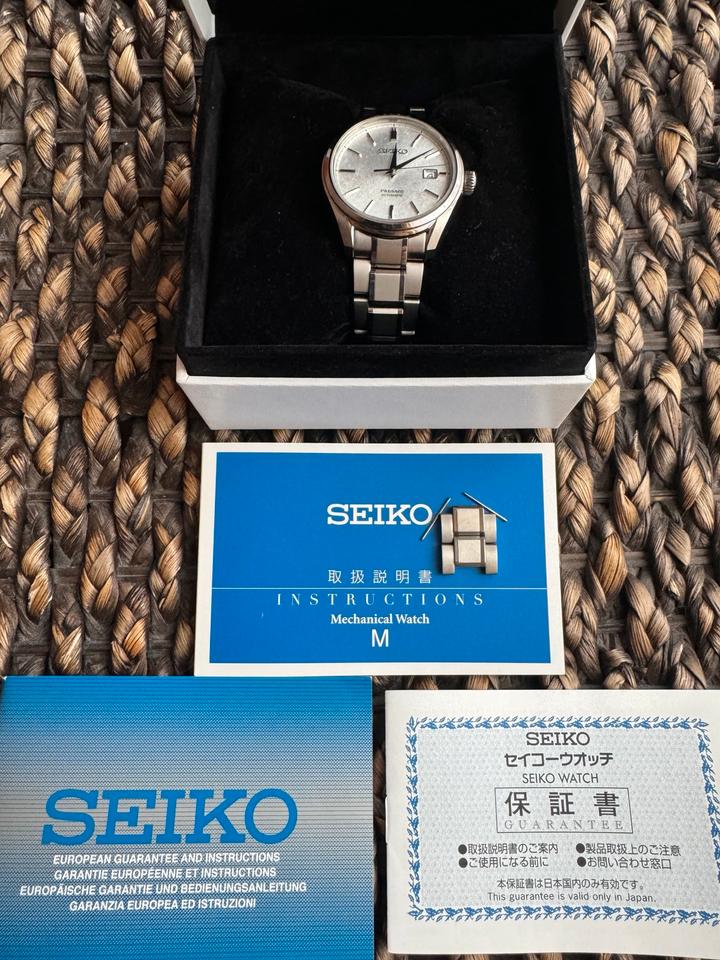 SEIKO
PRESAGE
AUTOMATIC
SEIKO
取扱説明書
INSTRUCTIONS
Mechanical Watch
M
SEIKO
EUROPEAN GUARANTEE AND INSTRUCTIONS
GARANTIE EUROPÉENNE ET INSTRUCTIONS
EUROPÄISCHE GARANTIE UND BEDIENUNGSANLEITUNG
GARANZIA EUROPEA ED ISTRUZIONI
SEIKO
セイコーウオッチ
SEIKO WATCH
保証書
GUARANTEE
●取扱説明書のご案内 ●製品取扱上のご注意
●ご使用になる前に ●お問い合わせ窓口
本保証書は日本国内のみ有効です。
This guarantee is valid only in Japan.